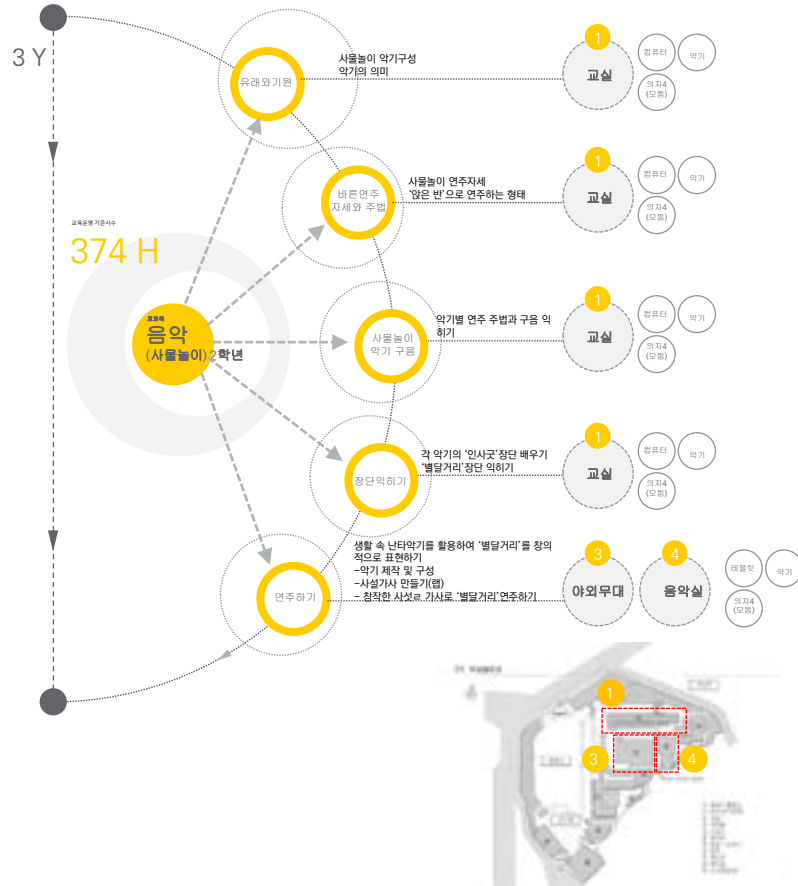 3 Y
교육운영 기준시수
374 H
교과목
음악
(사물놀이) 2학년
유래와기원
사물놀이 악기구성
악기의 의미
1
교실
컴퓨터
악기
의자4
(모둠)
바른연주
자세와 주법
사물놀이 연주자세
‘앉은 반’으로 연주하는 형태
1
교실
컴퓨터
악기
의자4
(모둠)
사물놀이
악기 구음
악기별 연주 주법과 구음 익
히기
1
교실
컴퓨터
악기
의자4
(모둠)
장단익히기
각 악기의 ‘인사굿’장단 배우기
‘별달거리’장단 익히기
1
교실
컴퓨터
악기
의자4
(모둠)
연주하기
생활 속 난타악기를 활용하여 ‘별달거리’를 창의
적으로 표현하기
-악기 제작 및 구성
-사설가사 만들기(랩)
- 창작한 사섯ㄹ 가사로 ‘별달거리’연주하기
3
야외무대
4
음악실
태블릿
악기
의자4
(모둠)
1
3
4